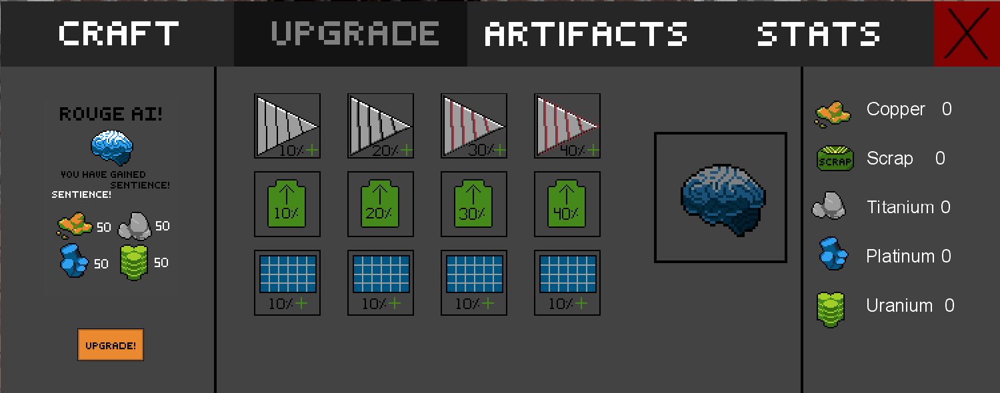 CRAFT UPGRADE ARTIFACTS STATS X
ROUGE AI!
YOU HAVE GAINED
SENTIENCE!
SENTIENCE!
50 50
50 50
UPGRADE!
10%+ 20%+ 30%+ 40%+
10% 20% 30% 40%
10%+ 10%+ 10%+ 10%+
Copper 0
SCRAP Scrap 0
Titanium 0
Platinum 0
Uranium 0